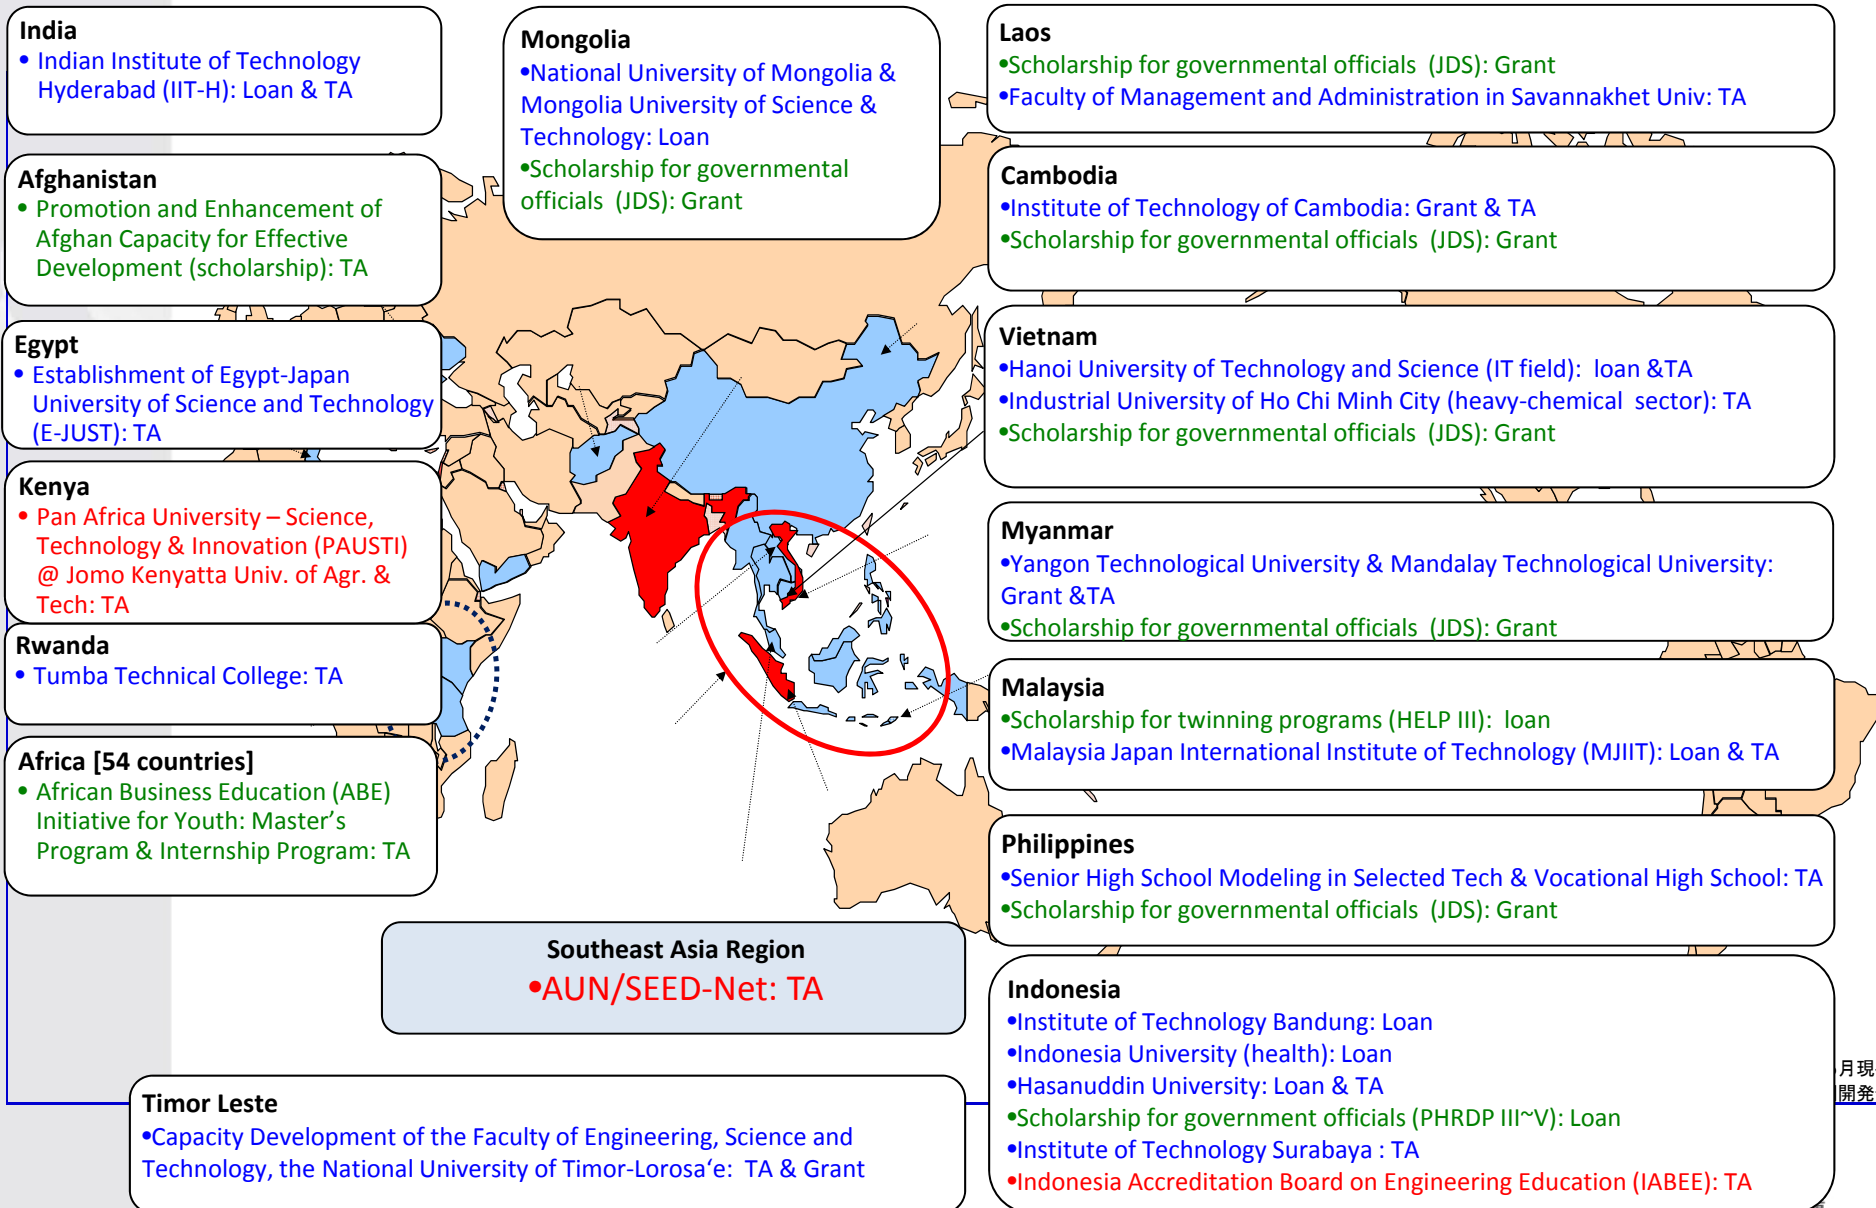 India
• Indian Institute of Technology
Hyderabad (IIT-H): Loan & TA
Afghanistan
• Promotion and Enhancement of
Afghan Capacity for Effective
Development (scholarship): TA
Egypt
• Establishment of Egypt-Japan
University of Science and Technology
(E-JUST): TA
Kenya
• Pan Africa University – Science,
Technology & Innovation (PAUSTI)
@ Jomo Kenyatta Univ. of Agr. &
Tech: TA
Rwanda
• Tumba Technical College: TA
Africa [54 countries]
• African Business Education (ABE)
Initiative for Youth: Master’s
Program & Internship Program: TA
Mongolia
•National University of Mongolia &
Mongolia University of Science &
Technology: Loan
•Scholarship for governmental
officials (JDS): Grant
Laos
•Scholarship for governmental officials (JDS): Grant
•Faculty of Management and Administration in Savannakhet Univ: TA
Cambodia
•Institute of Technology of Cambodia: Grant & TA
•Scholarship for governmental officials (JDS): Grant
Vietnam
•Hanoi University of Technology and Science (IT field): loan &TA
•Industrial University of Ho Chi Minh City (heavy-chemical sector): TA
•Scholarship for governmental officials (JDS): Grant
Myanmar
•Yangon Technological University & Mandalay Technological University:
Grant &TA
•Scholarship for governmental officials (JDS): Grant
Malaysia
•Scholarship for twinning programs (HELP III): loan
•Malaysia Japan International Institute of Technology (MJIIT): Loan & TA
Philippines
•Senior High School Modeling in Selected Tech & Vocational High School: TA
•Scholarship for governmental officials (JDS): Grant
Southeast Asia Region
•AUN/SEED-Net: TA
Indonesia
•Institute of Technology Bandung: Loan
•Indonesia University (health): Loan
•Hasanuddin University: Loan & TA
•Scholarship for government officials (PHRDP III~V): Loan
•Institute of Technology Surabaya : TA
•Indonesia Accreditation Board on Engineering Education (IABEE): TA
月現
開発
Timor Leste
•Capacity Development of the Faculty of Engineering, Science and
Technology, the National University of Timor-Lorosa‘e: TA & Grant